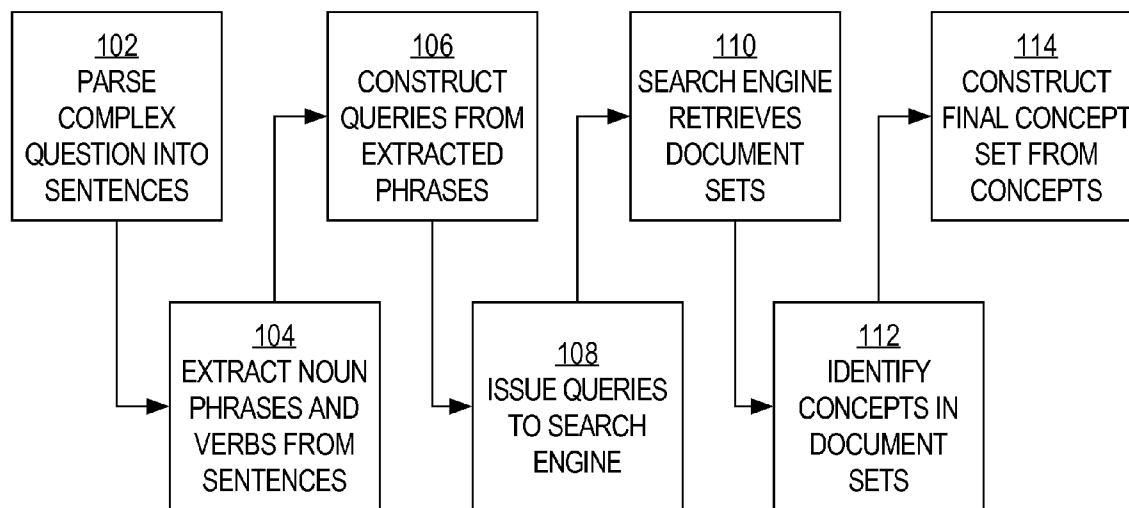 102
PARSE
COMPLEX
QUESTION INTO
SENTENCES
104
EXTRACT NOUN
PHRASES AND
VERBS FROM
SENTENCES
106
CONSTRUCT
QUERIES FROM
EXTRACTED
PHRASES
108
ISSUE QUERIES
TO SEARCH
ENGINE
110
SEARCH ENGINE
RETRIEVES
DOCUMENT
SETS
112
IDENTIFY
CONCEPTS IN
DOCUMENT
SETS
114
CONSTRUCT
FINAL CONCEPT
SET FROM
CONCEPTS